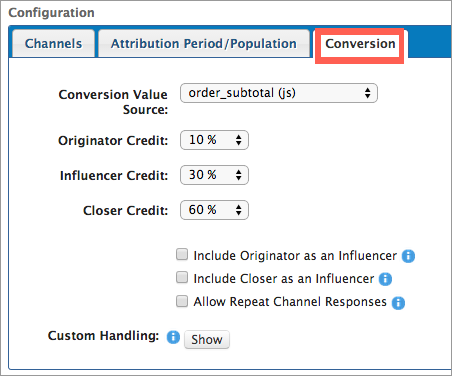 Configuration
Channels Attribution Period/Population Conversion
Conversion Value Source: order_subtotal (js)
Originator Credit: 10 %
Influencer Credit: 30 %
Closer Credit: 60 %
Include Originator as an Influencer
Include Closer as an Influencer
Allow Repeat Channel Responses
Custom Handling: Show